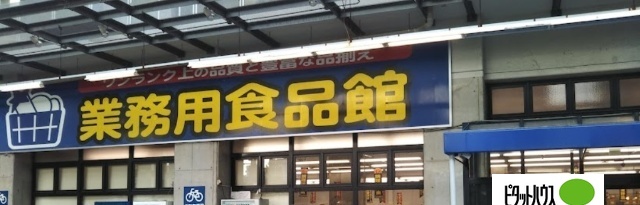 ワンランク上の品質と豊富な品揃え
業務用食品館
ピタットハウス